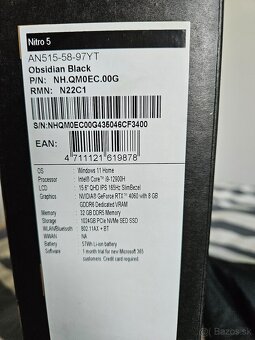 Nitro 5
AN515-58-97YT
Obsidian Black
P/N: NH.QM0EC.00G
RMN: N22C1
S/N:NHQM0EC00G435046CF3400
EAN:
4 711121 619878
OS : Windows 11 Home
Processor : Intel® Core™ i9-12900H
LCD : 15.6" QHD IPS 165Hz SlimBezel
Graphics : NVIDIA® GeForce RTX™ 4060 with 8 GB
GDDR6 Dedicated VRAM
Memory : 32 GB DDR5 Memory
Storage : 1024GB PCIe NVMe SED SSD
WLAN/Bluetooth : 802.11AX + BT
WWAN : NA
Battery : 57Wh Li-ion battery
Software : 1 month trial for new Microsoft 365
customers. Credit card required.
bazos.sk